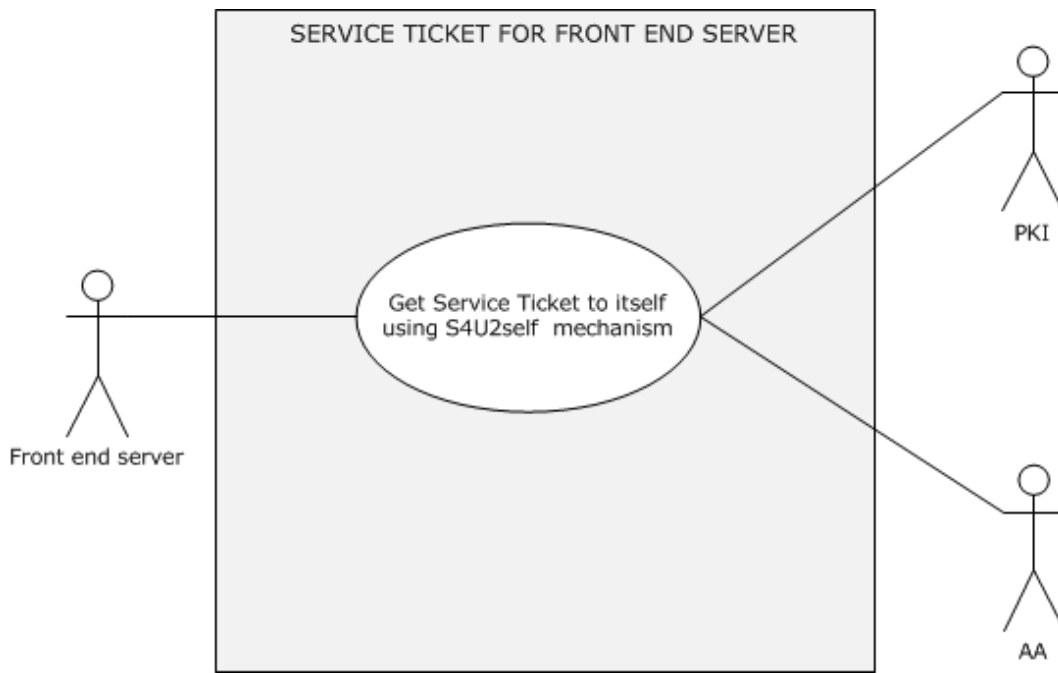 SERVICE TICKET FOR FRONT END SERVER
PKI
Get Service Ticket to itself
using S4U2self mechanism
Front end server
AA